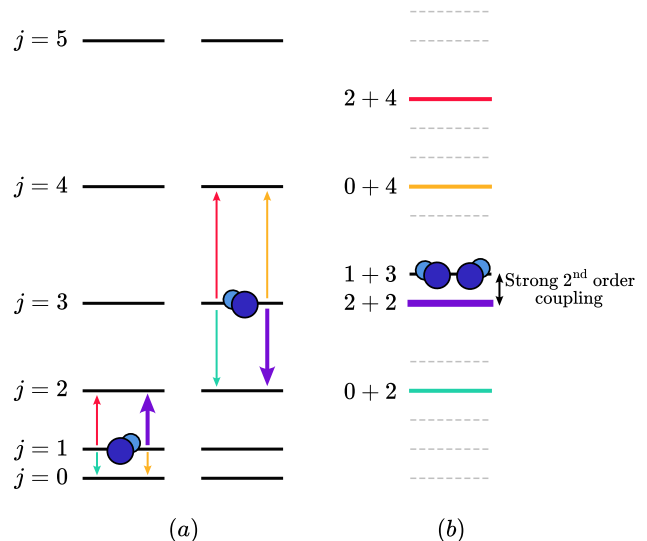 j = 5
j = 4
j = 3
j = 2
j = 1
j = 0
(a)
2 + 4
0 + 4
1 + 3
2 + 2
0 + 2
Strong 2nd order
coupling
(b)